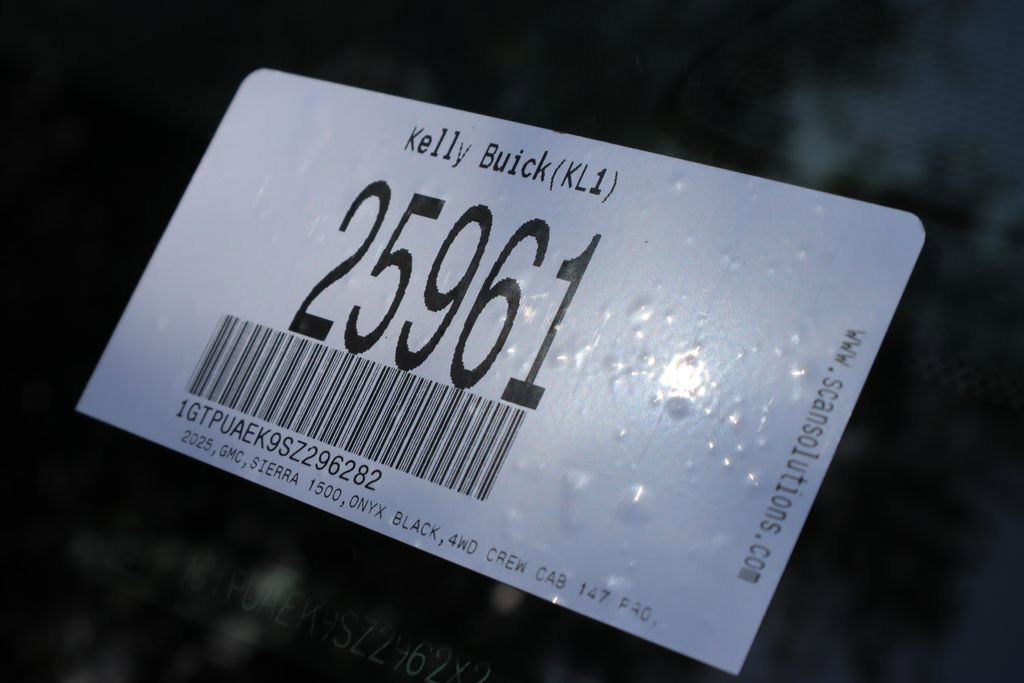 Kelly Buick(KL1)
25961
1GTPUAEK9SZ296282
2025,GMC,SIERRA 1500,ONYX BLACK,4WD CREW CAB 147 PRO,
www.scansolutions.com